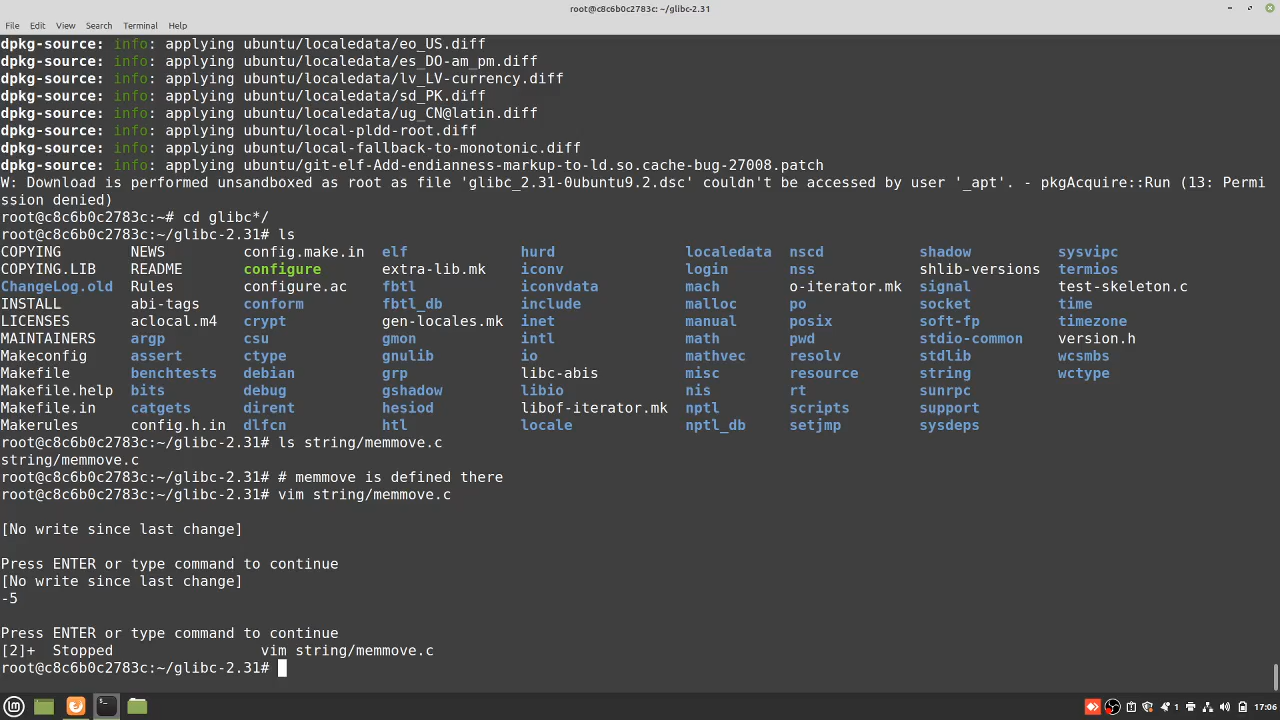 root@c8c6b0c2783c: ~/glibc-2.31
File Edit View Search Terminal Help
dpkg-source: info: applying ubuntu/localedata/eo_US.diff
dpkg-source: info: applying ubuntu/localedata/es_DO-am_pm.diff
dpkg-source: info: applying ubuntu/localedata/lv_LV-currency.diff
dpkg-source: info: applying ubuntu/localedata/sd_PK.diff
dpkg-source: info: applying ubuntu/localedata/ug_CN@latin.diff
dpkg-source: info: applying ubuntu/local-pldd-root.diff
dpkg-source: info: applying ubuntu/local-fallback-to-monotonic.diff
dpkg-source: info: applying ubuntu/git-elf-Add-endianness-markup-to-ld.so.cache-bug-27008.patch
W: Download is performed unsandboxed as root as file 'glibc_2.31-0ubuntu9.2.dsc' couldn't be accessed by user '_apt'. - pkgAcquire::Run (13: Permi
ssion denied)
root@c8c6b0c2783c:~# cd glibc*/
root@c8c6b0c2783c:~/glibc-2.31# ls
COPYING NEWS config.make.in elf hurd localedata nscd shadow sysvipc
COPYING.LIB README configure extra-lib.mk iconv login nss shlib-versions termios
ChangeLog.old Rules configure.ac fbtl iconvdata mach o-iterator.mk signal test-skeleton.c
INSTALL abi-tags conform fbtl_db include malloc po socket time
LICENSES aclocal.m4 crypt gen-locales.mk inet manual posix soft-fp timezone
MAINTAINERS argp csu gmon intl math pwd stdio-common version.h
Makeconfig assert ctype gnulib io mathvec resolv stdlib wcsmbs
Makefile benchtests debian grp libc-abis misc resource string wctype
Makefile.help bits debug gshadow libio nis rt sunrpc
Makefile.in catgets dirent hesiod libof-iterator.mk nptl scripts support
Makerules config.h.in dlfcn htl locale nptl_db setjmp sysdeps
root@c8c6b0c2783c:~/glibc-2.31# ls string/memmove.c
string/memmove.c
root@c8c6b0c2783c:~/glibc-2.31# # memmove is defined there
root@c8c6b0c2783c:~/glibc-2.31# vim string/memmove.c
[No write since last change]
Press ENTER or type command to continue
[No write since last change]
-5
Press ENTER or type command to continue
[2]+ Stopped vim string/memmove.c
root@c8c6b0c2783c:~/glibc-2.31#
1 17:06